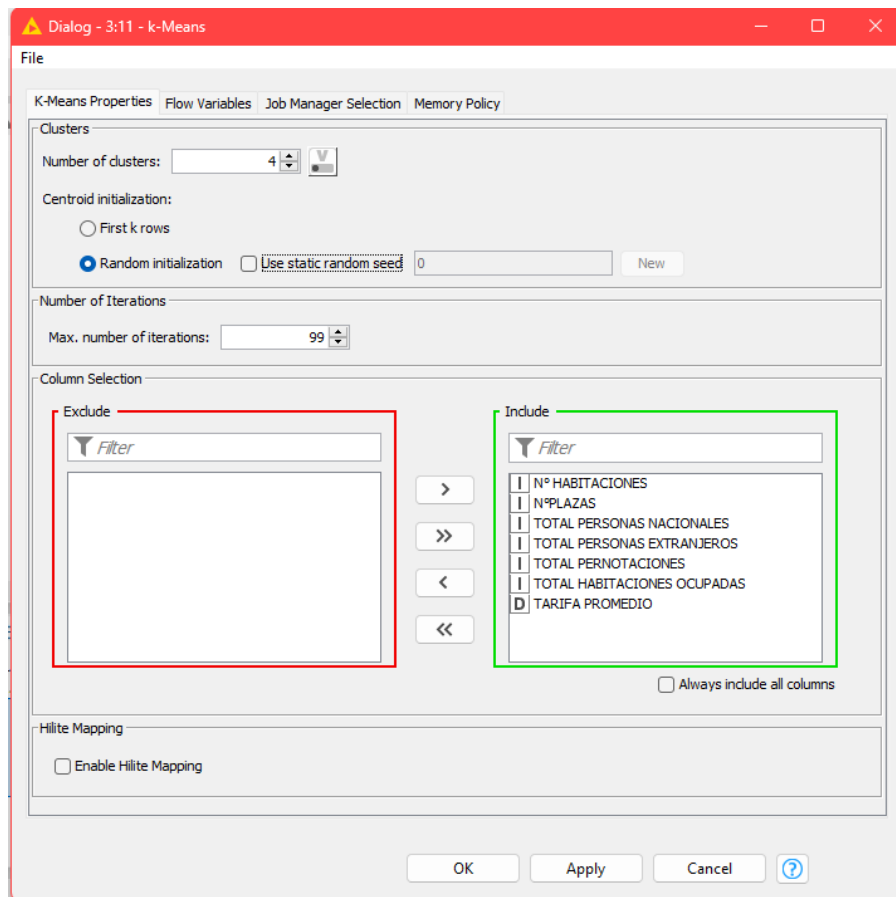 Dialog - 3:11 - k-Means
File
K-Means Properties Flow Variables Job Manager Selection Memory Policy
Clusters
Number of clusters: 4
V
Centroid initialization:
First k rows
Random initialization Use static random seed 0 New
Number of Iterations
Max. number of iterations: 99
Column Selection
Exclude Include
Filter Filter
I Nº HABITACIONES
I NºPLAZAS
> I TOTAL PERSONAS NACIONALES
I TOTAL PERSONAS EXTRANJEROS
>> I TOTAL PERNOTACIONES
I TOTAL HABITACIONES OCUPADAS
< D TARIFA PROMEDIO
<<
Always include all columns
Hilite Mapping
Enable Hilite Mapping
OK Apply Cancel ?